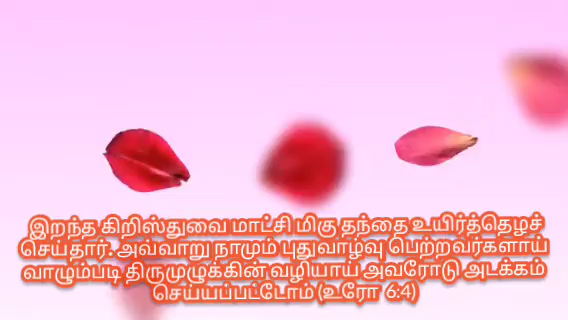 இறந்த கிறிஸ்துவை மாட்சி மிகு தந்தை உயிர்த்தெழச்
செய்தார். அவ்வாறு நாமும் புதுவாழ்வு பெற்றவர்களாய்
வாழும்படி திருமுழுக்கின் வழியாய் அவரோடு அடக்கம்
செய்யப்பட்டோம் (உரோ 6:4)